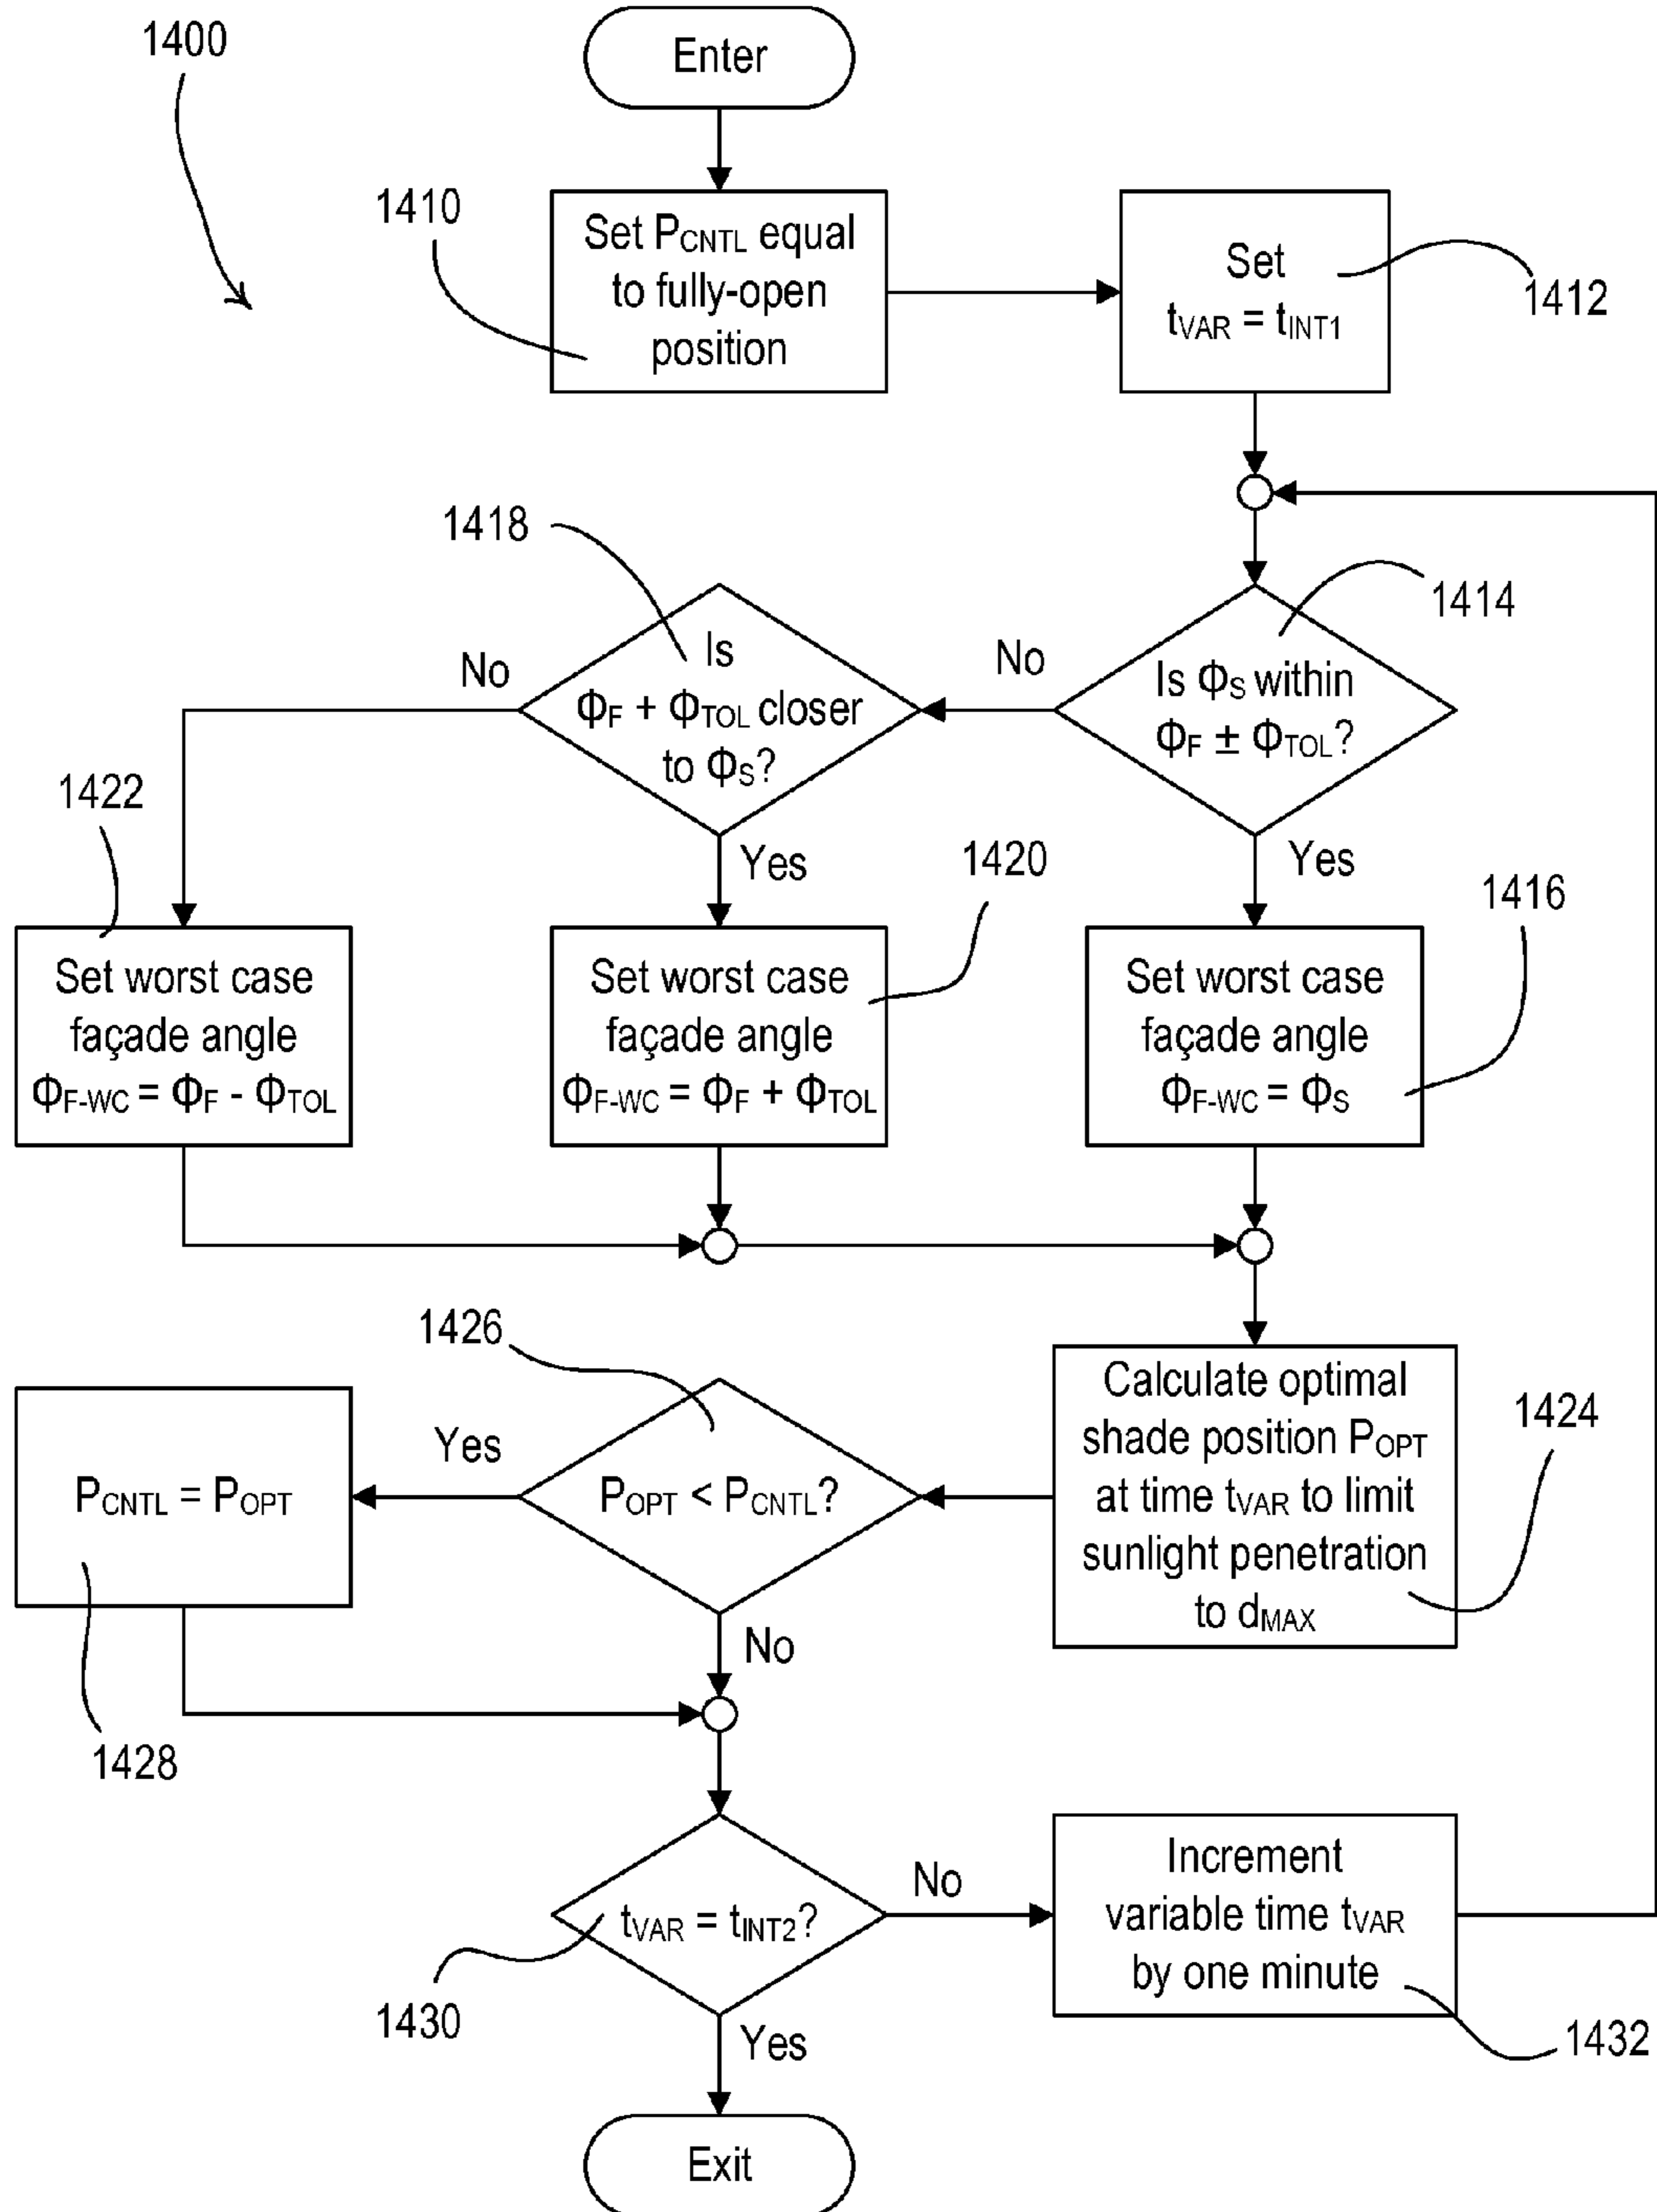 1400
Enter
1410
Set PCNTL equal
to fully-open
position
Set
tVAR = tINT1
1412
1418
1414
Is
ΦF + ΦTOL closer
to ΦS?
No
No
Is ΦS within
ΦF ± ΦTOL?
1422
Yes
1420
Yes
1416
Set worst case
façade angle
ΦF-WC = ΦF - ΦTOL
Set worst case
façade angle
ΦF-WC = ΦF + ΦTOL
Set worst case
façade angle
ΦF-WC = ΦS
1426
Calculate optimal
shade position POPT
at time tVAR to limit
sunlight penetration
to dMAX
1424
PCNTL = POPT
Yes
POPT < PCNTL?
No
1428
tVAR = tINT2?
No
Increment
variable time tVAR
by one minute
1430
Yes
1432
Exit